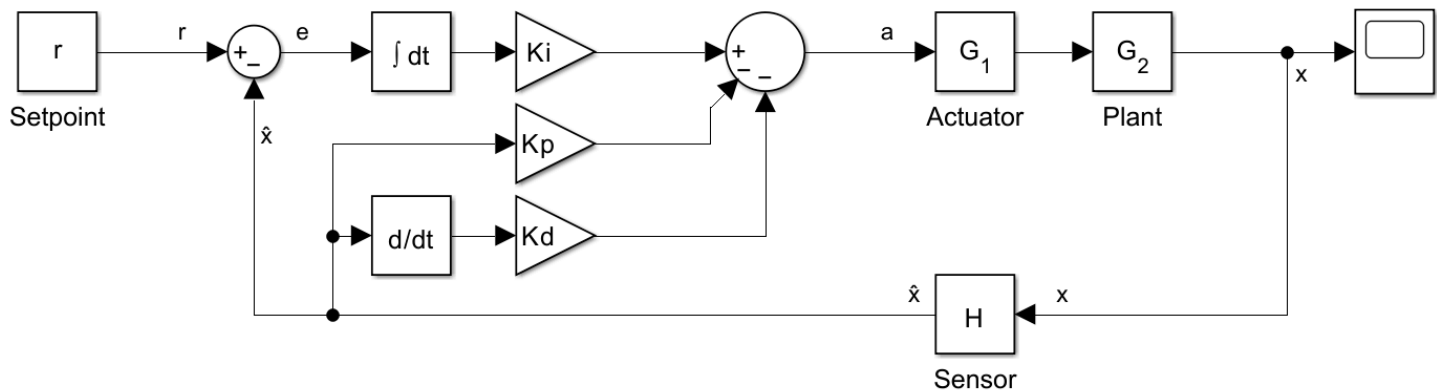 r
Setpoint
r
+
−
e
x̂
∫ dt
Ki
Kp
d/dt
Kd
+
−
−
a
G₁
Actuator
G₂
Plant
x
x̂
H
Sensor
x